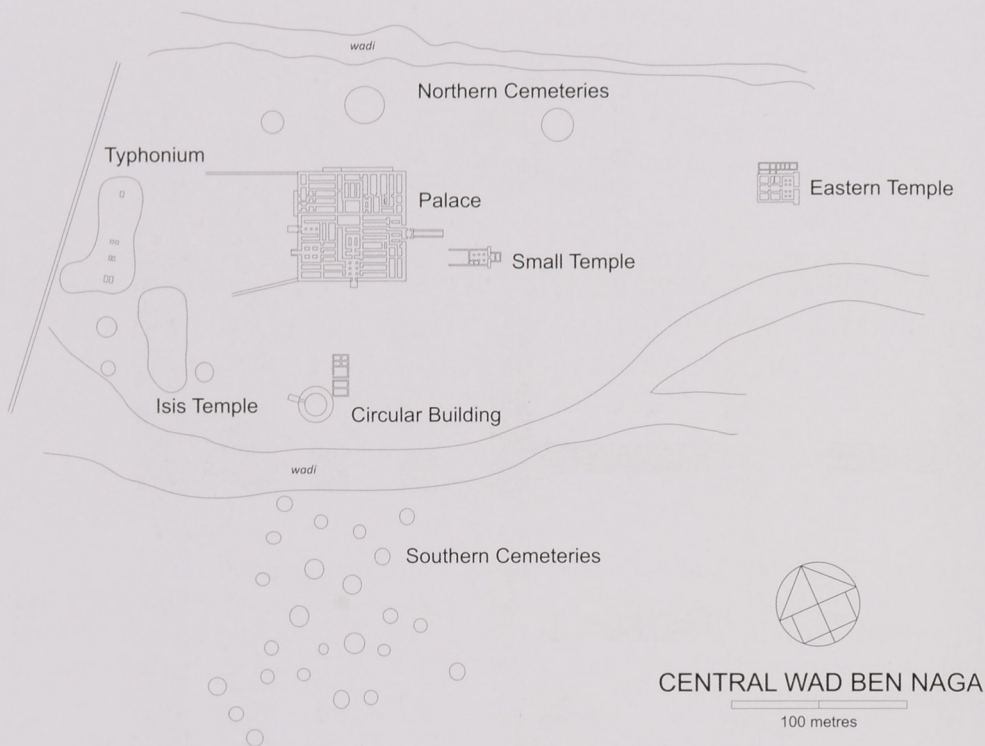 wadi
Northern Cemeteries
Typhonium
Palace
Eastern Temple
Small Temple
Isis Temple
Circular Building
wadi
Southern Cemeteries
CENTRAL WAD BEN NAGA
100 metres